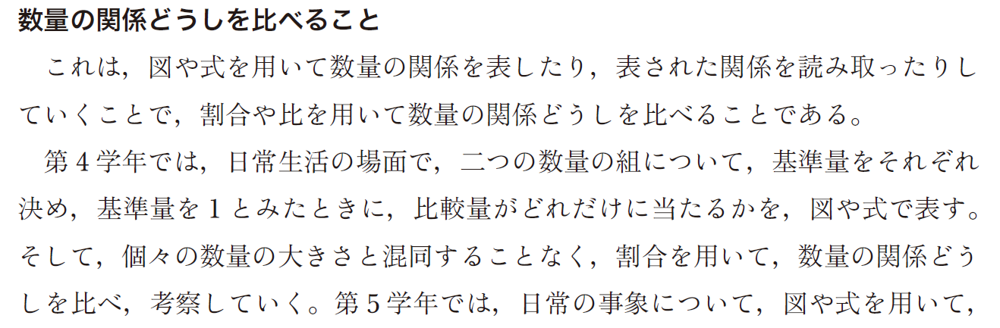 数量の関係どうしを比べること
　これは，図や式を用いて数量の関係を表したり，表された関係を読み取ったりし
ていくことで，割合や比を用いて数量の関係どうしを比べることである。
　第４学年では，日常生活の場面で，二つの数量の組について，基準量をそれぞれ
決め，基準量を１とみたときに，比較量がどれだけに当たるかを，図や式で表す。
そして，個々の数量の大きさと混同することなく，割合を用いて，数量の関係どう
しを比べ，考察していく。第５学年では，日常の事象について，図や式を用いて，